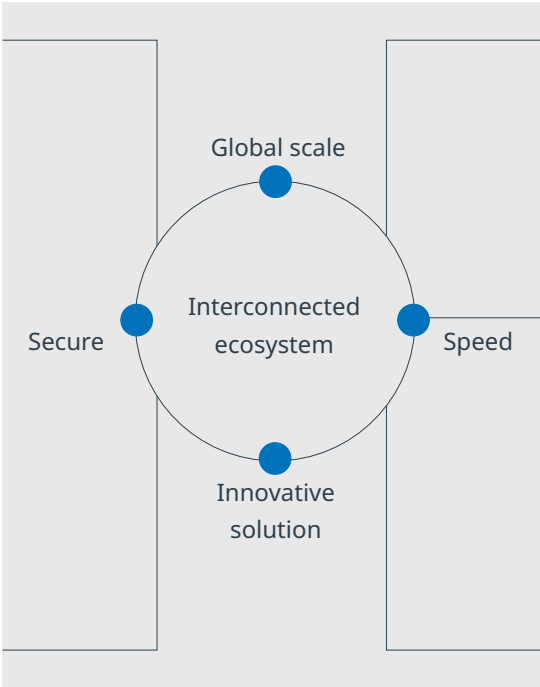 Global scale
Interconnected
ecosystem
Secure
Speed
Innovative
solution